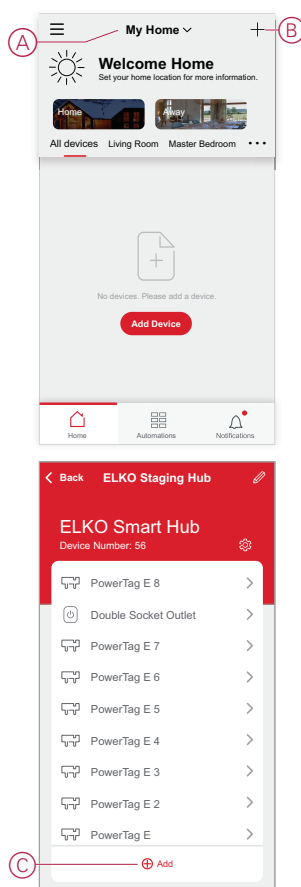 A
My Home
B
Welcome Home
Set your home location for more information.
Home
Away
All devices Living Room Master Bedroom
No devices. Please add a device.
Add Device
Home Automations Notifications
Back ELKO Staging Hub
ELKO Smart Hub
Device Number: 56
PowerTag E 8
Double Socket Outlet
PowerTag E 7
PowerTag E 6
PowerTag E 5
PowerTag E 4
PowerTag E 3
PowerTag E 2
PowerTag E
C
Add